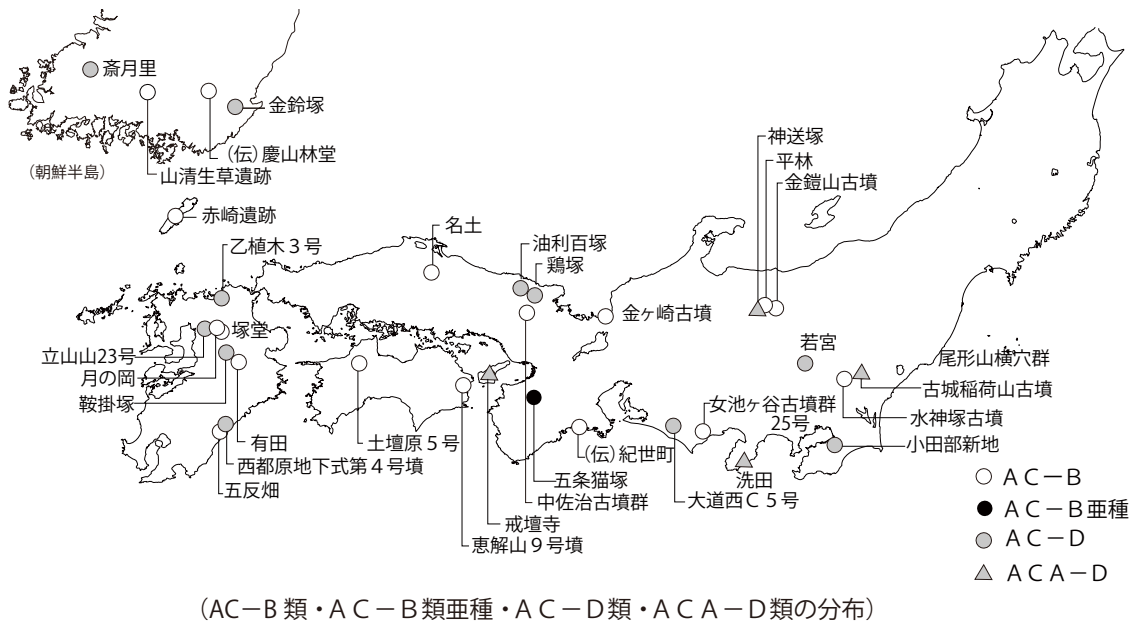 斎月里
金鈴塚
(伝)慶山林堂
(朝鮮半島)
山清生草遺跡
赤崎遺跡
神送塚
平林
金鎧山古墳
名土
油利百塚
乙植木3号
鶏塚
金ヶ崎古墳
塚堂
立山山23号
月の岡
鞍掛塚
若宮
尾形山横穴群
古城稲荷山古墳
女池ヶ谷古墳群
25号
水神塚古墳
有田
土壇原5号
(伝)紀世町
小田部新地
西都原地下式第4号墳
五条猫塚
洗田
五反畑
中佐治古墳群
大道西C5号
戒壇寺
恵解山9号墳
AC-B
AC-B亜種
AC-D
ACA-D
(AC-B類・AC-B類亜種・AC-D類・ACA-D類の分布)